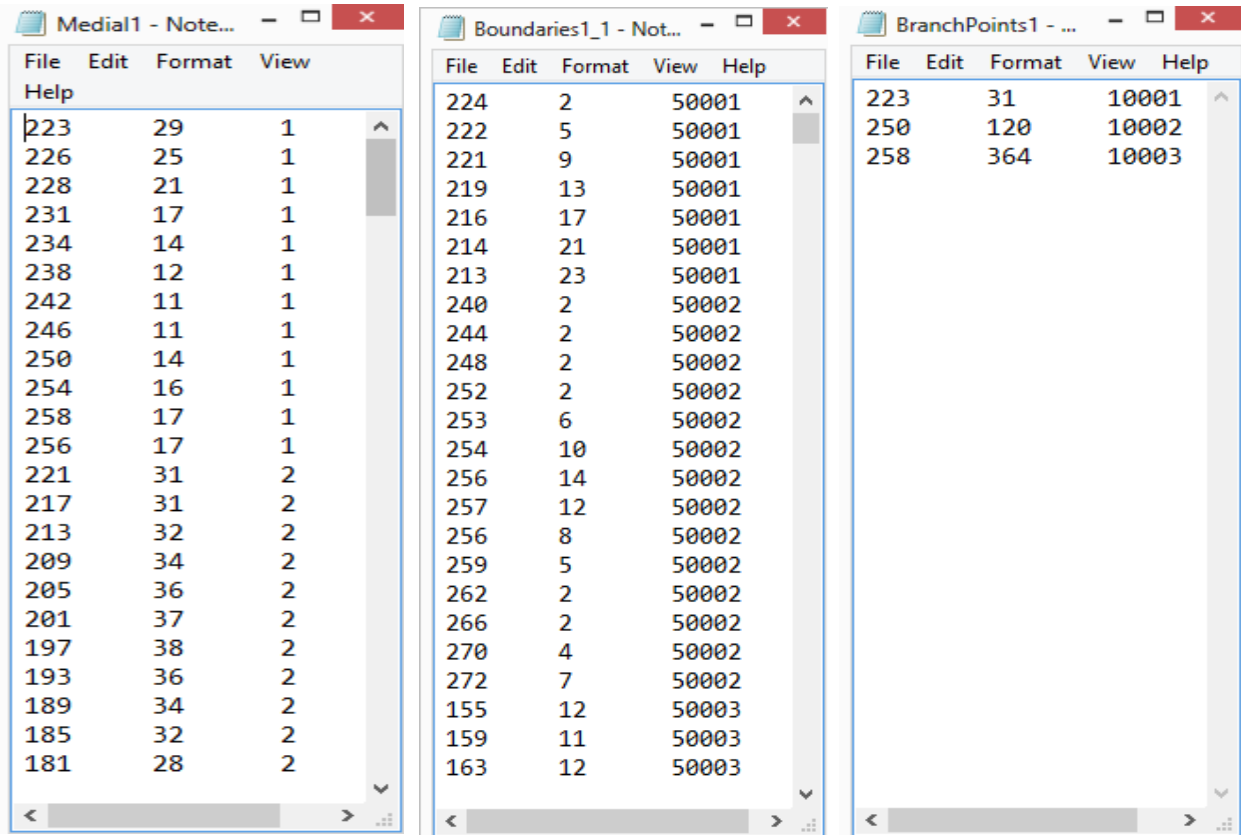 Medial1 - Note...
File Edit Format View
Help
223 29 1
226 25 1
228 21 1
231 17 1
234 14 1
238 12 1
242 11 1
246 11 1
250 14 1
254 16 1
258 17 1
256 17 1
221 31 2
217 31 2
213 32 2
209 34 2
205 36 2
201 37 2
197 38 2
193 36 2
189 34 2
185 32 2
181 28 2
Boundaries1_1 - Not...
File Edit Format View Help
224 2 50001
222 5 50001
221 9 50001
219 13 50001
216 17 50001
214 21 50001
213 23 50001
240 2 50002
244 2 50002
248 2 50002
252 2 50002
253 6 50002
254 10 50002
256 14 50002
257 12 50002
256 8 50002
259 5 50002
262 2 50002
266 2 50002
270 4 50002
272 7 50002
155 12 50003
159 11 50003
163 12 50003
BranchPoints1 - ...
File Edit Format View Help
223 31 10001
250 120 10002
258 364 10003